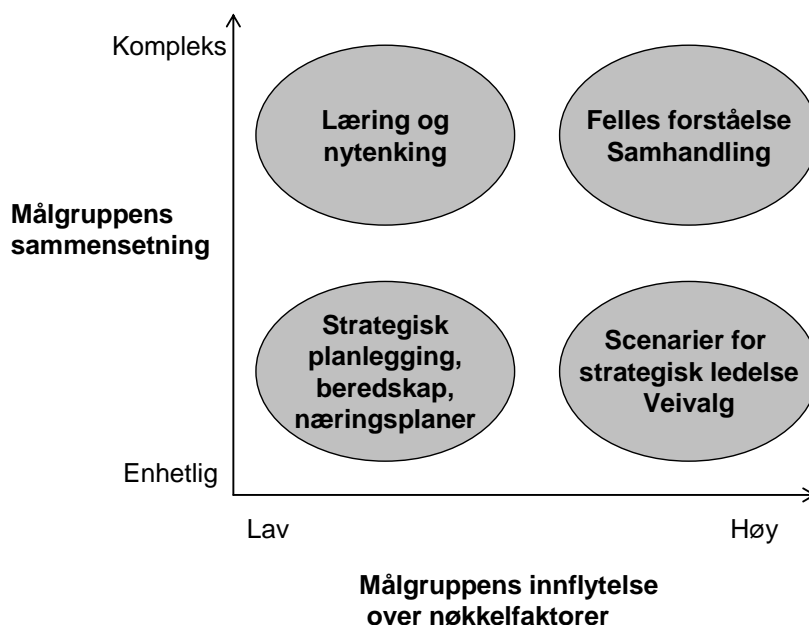 Kompleks
Læring og
nytenking
Felles forståelse
Samhandling
Målgruppens
sammensetning
Strategisk
planlegging,
beredskap,
næringsplaner
Scenarier for
strategisk ledelse
Veivalg
Enhetlig
Lav
Høy
Målgruppens innflytelse
over nøkkelfaktorer